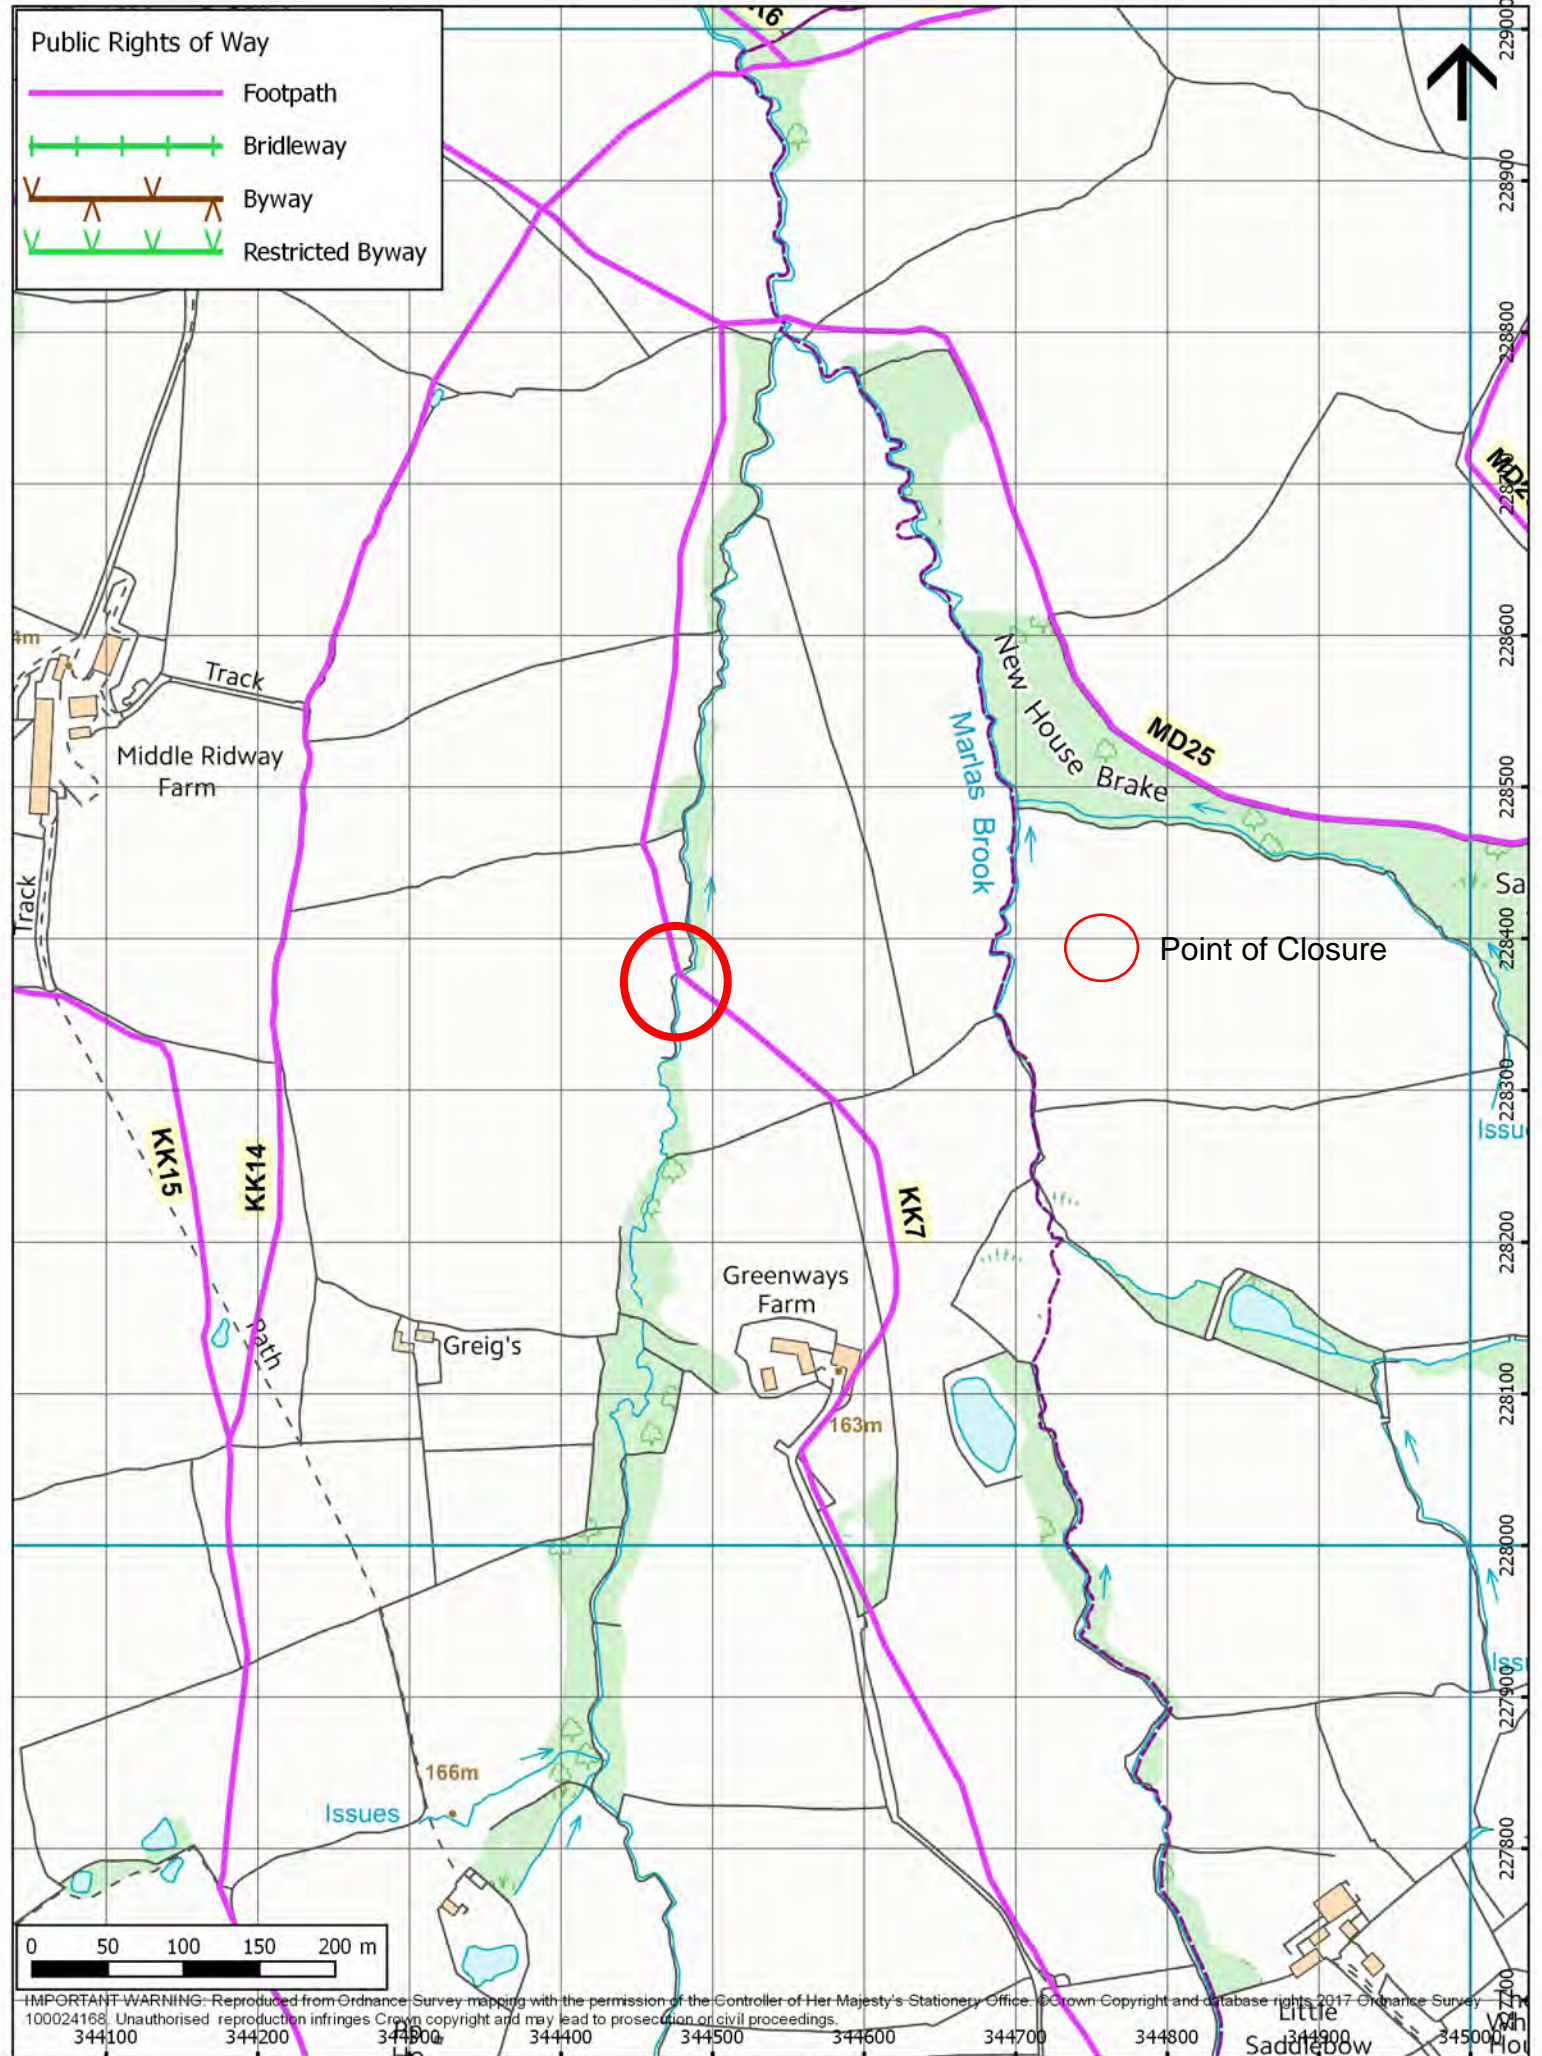 Public Rights of Way
Footpath
Bridleway
Byway
Restricted Byway
229000
228900
228800
228600
228500
228400
228300
228200
228100
228000
227900
227800
Track
Middle Ridway
Farm
Track
New House Brake
MD25
Marlas Brook
Sa
Point of Closure
KK15
KK14
KK7
Issu
Path
Greig's
Greenways
Farm
163m
166m
Issues
Issu
Little
Saddlebow
0 50 100 150 200 m
IMPORTANT WARNING: Reproduced from Ordnance Survey mapping with the permission of the Controller of Her Majesty's Stationery Office. ©Crown Copyright and database rights 2017 Ordnance Survey
100024168. Unauthorised reproduction infringes Crown copyright and may lead to prosecution or civil proceedings.
344100 344200 344300 344400 344500 344600 344700 344800 344900 345000